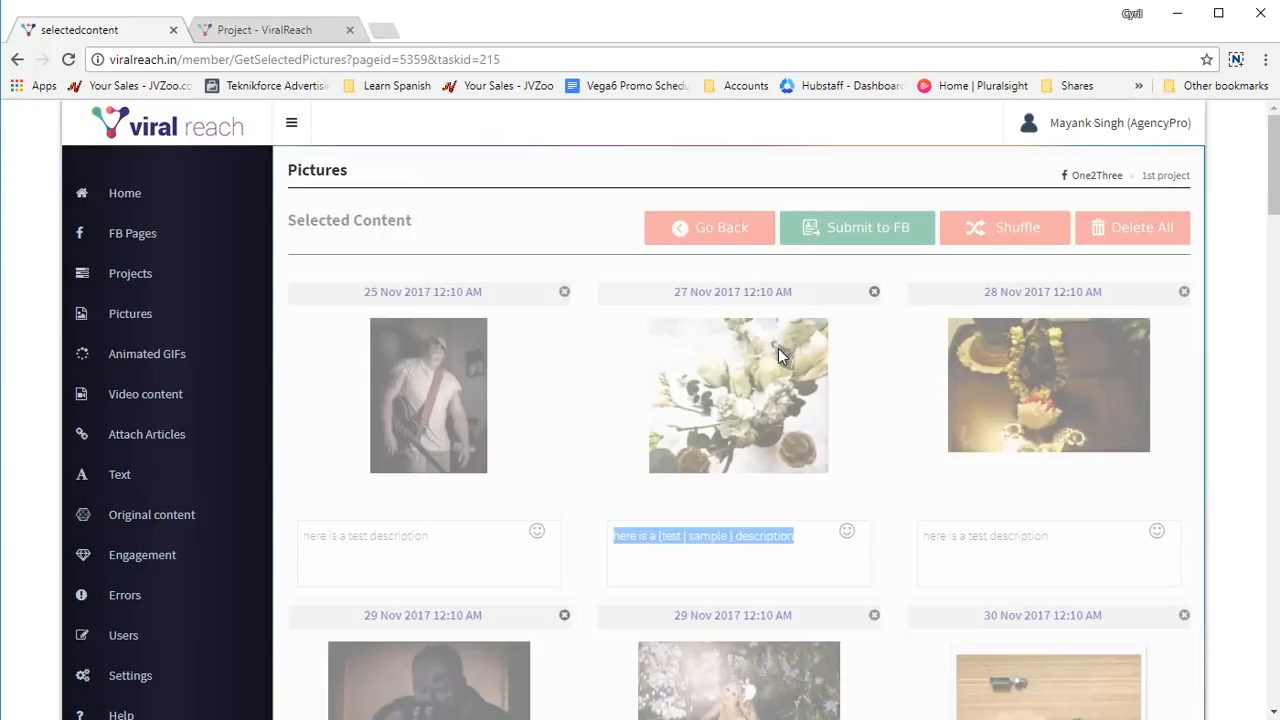 Cyril
selectedcontent
Project - ViralReach
viralreach.in/member/GetSelectedPictures?pageid=5359&taskid=215
Apps
Your Sales - JVZoo.cc
Teknikforce Advertis
Learn Spanish
Your Sales - JVZoo
Vega6 Promo Schedu
Accounts
Hubstaff - Dashboar
Home | Pluralsight
Shares
»
Other bookmarks
viral reach
Mayank Singh (AgencyPro)
Home
FB Pages
Projects
Pictures
Animated GIFs
Video content
Attach Articles
Text
Original content
Engagement
Errors
Users
Settings
Help
Pictures
One2Three > 1st project
Selected Content
Go Back
Submit to FB
Shuffle
Delete All
25 Nov 2017 12:10 AM
27 Nov 2017 12:10 AM
28 Nov 2017 12:10 AM
here is a test description
here is a {test | sample } description
here is a test description
29 Nov 2017 12:10 AM
29 Nov 2017 12:10 AM
30 Nov 2017 12:10 AM